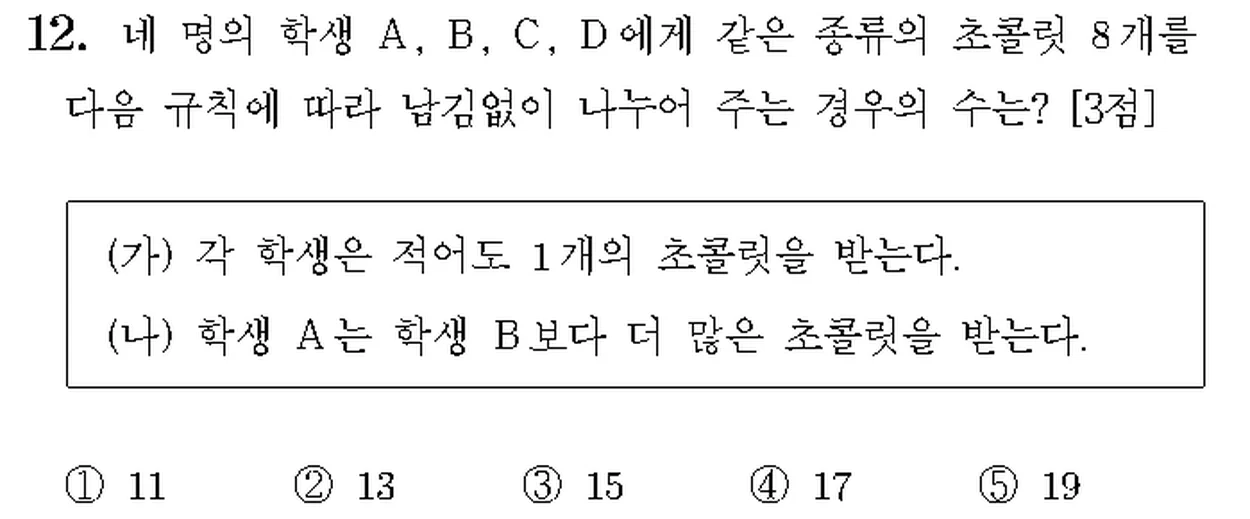 12. 네 명의 학생 A, B, C, D에게 같은 종류의 초콜릿 8개를
다음 규칙에 따라 남김없이 나누어 주는 경우의 수는? [3점]
(가) 각 학생은 적어도 1개의 초콜릿을 받는다.
(나) 학생 A는 학생 B보다 더 많은 초콜릿을 받는다.
① 11 ② 13 ③ 15 ④ 17 ⑤ 19